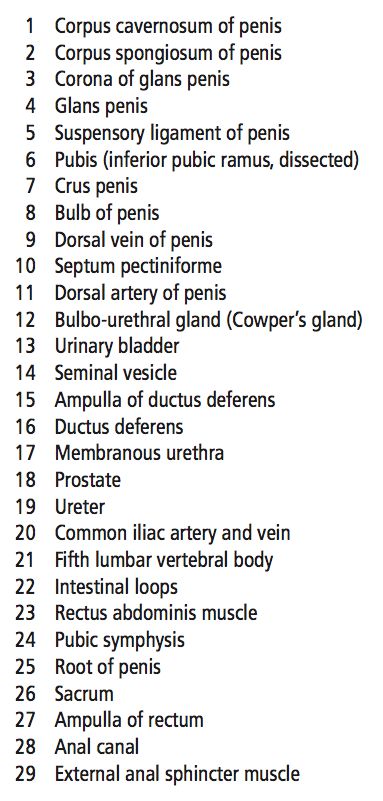 1 Corpus cavernosum of penis
2 Corpus spongiosum of penis
3 Corona of glans penis
4 Glans penis
5 Suspensory ligament of penis
6 Pubis (inferior pubic ramus, dissected)
7 Crus penis
8 Bulb of penis
9 Dorsal vein of penis
10 Septum pectiniforme
11 Dorsal artery of penis
12 Bulbo-urethral gland (Cowper's gland)
13 Urinary bladder
14 Seminal vesicle
15 Ampulla of ductus deferens
16 Ductus deferens
17 Membranous urethra
18 Prostate
19 Ureter
20 Common iliac artery and vein
21 Fifth lumbar vertebral body
22 Intestinal loops
23 Rectus abdominis muscle
24 Pubic symphysis
25 Root of penis
26 Sacrum
27 Ampulla of rectum
28 Anal canal
29 External anal sphincter muscle